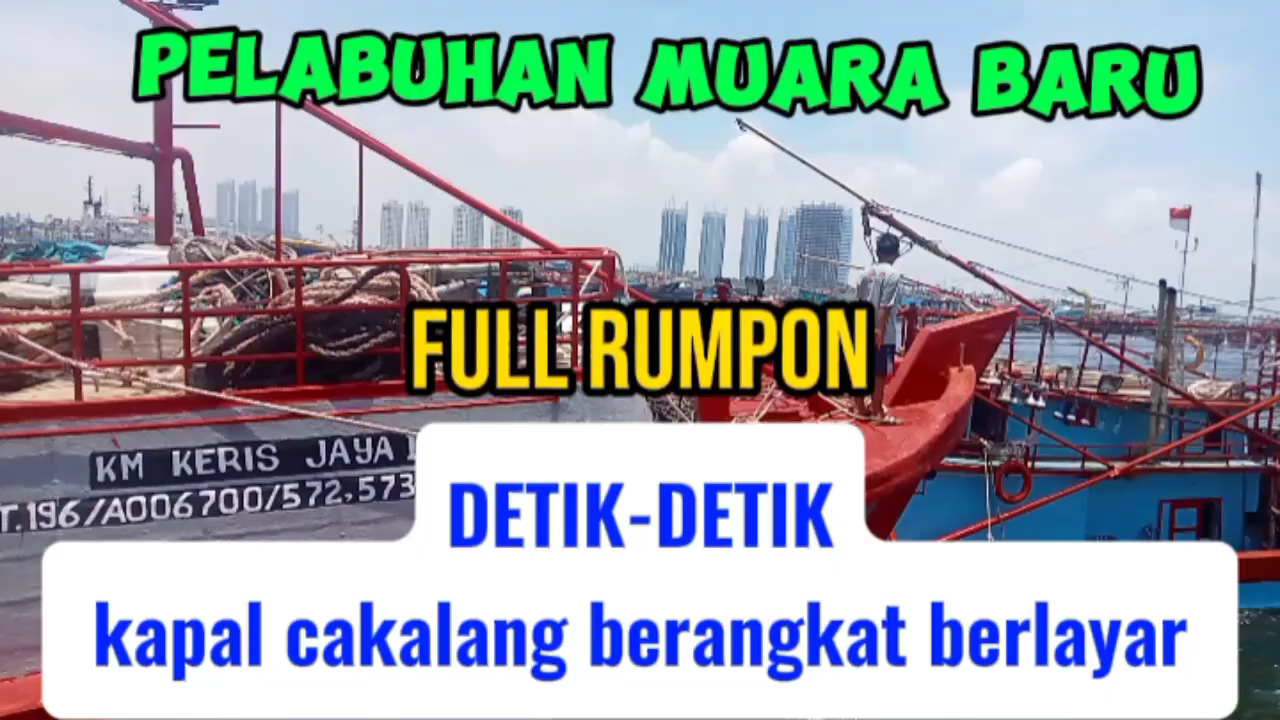 PELABUHAN MUARA BARU
FULL RUMPON
KM KERIS JAYA
T.196/A006700/572,573
DETIK-DETIK
kapal cakalang berangkat berlayar